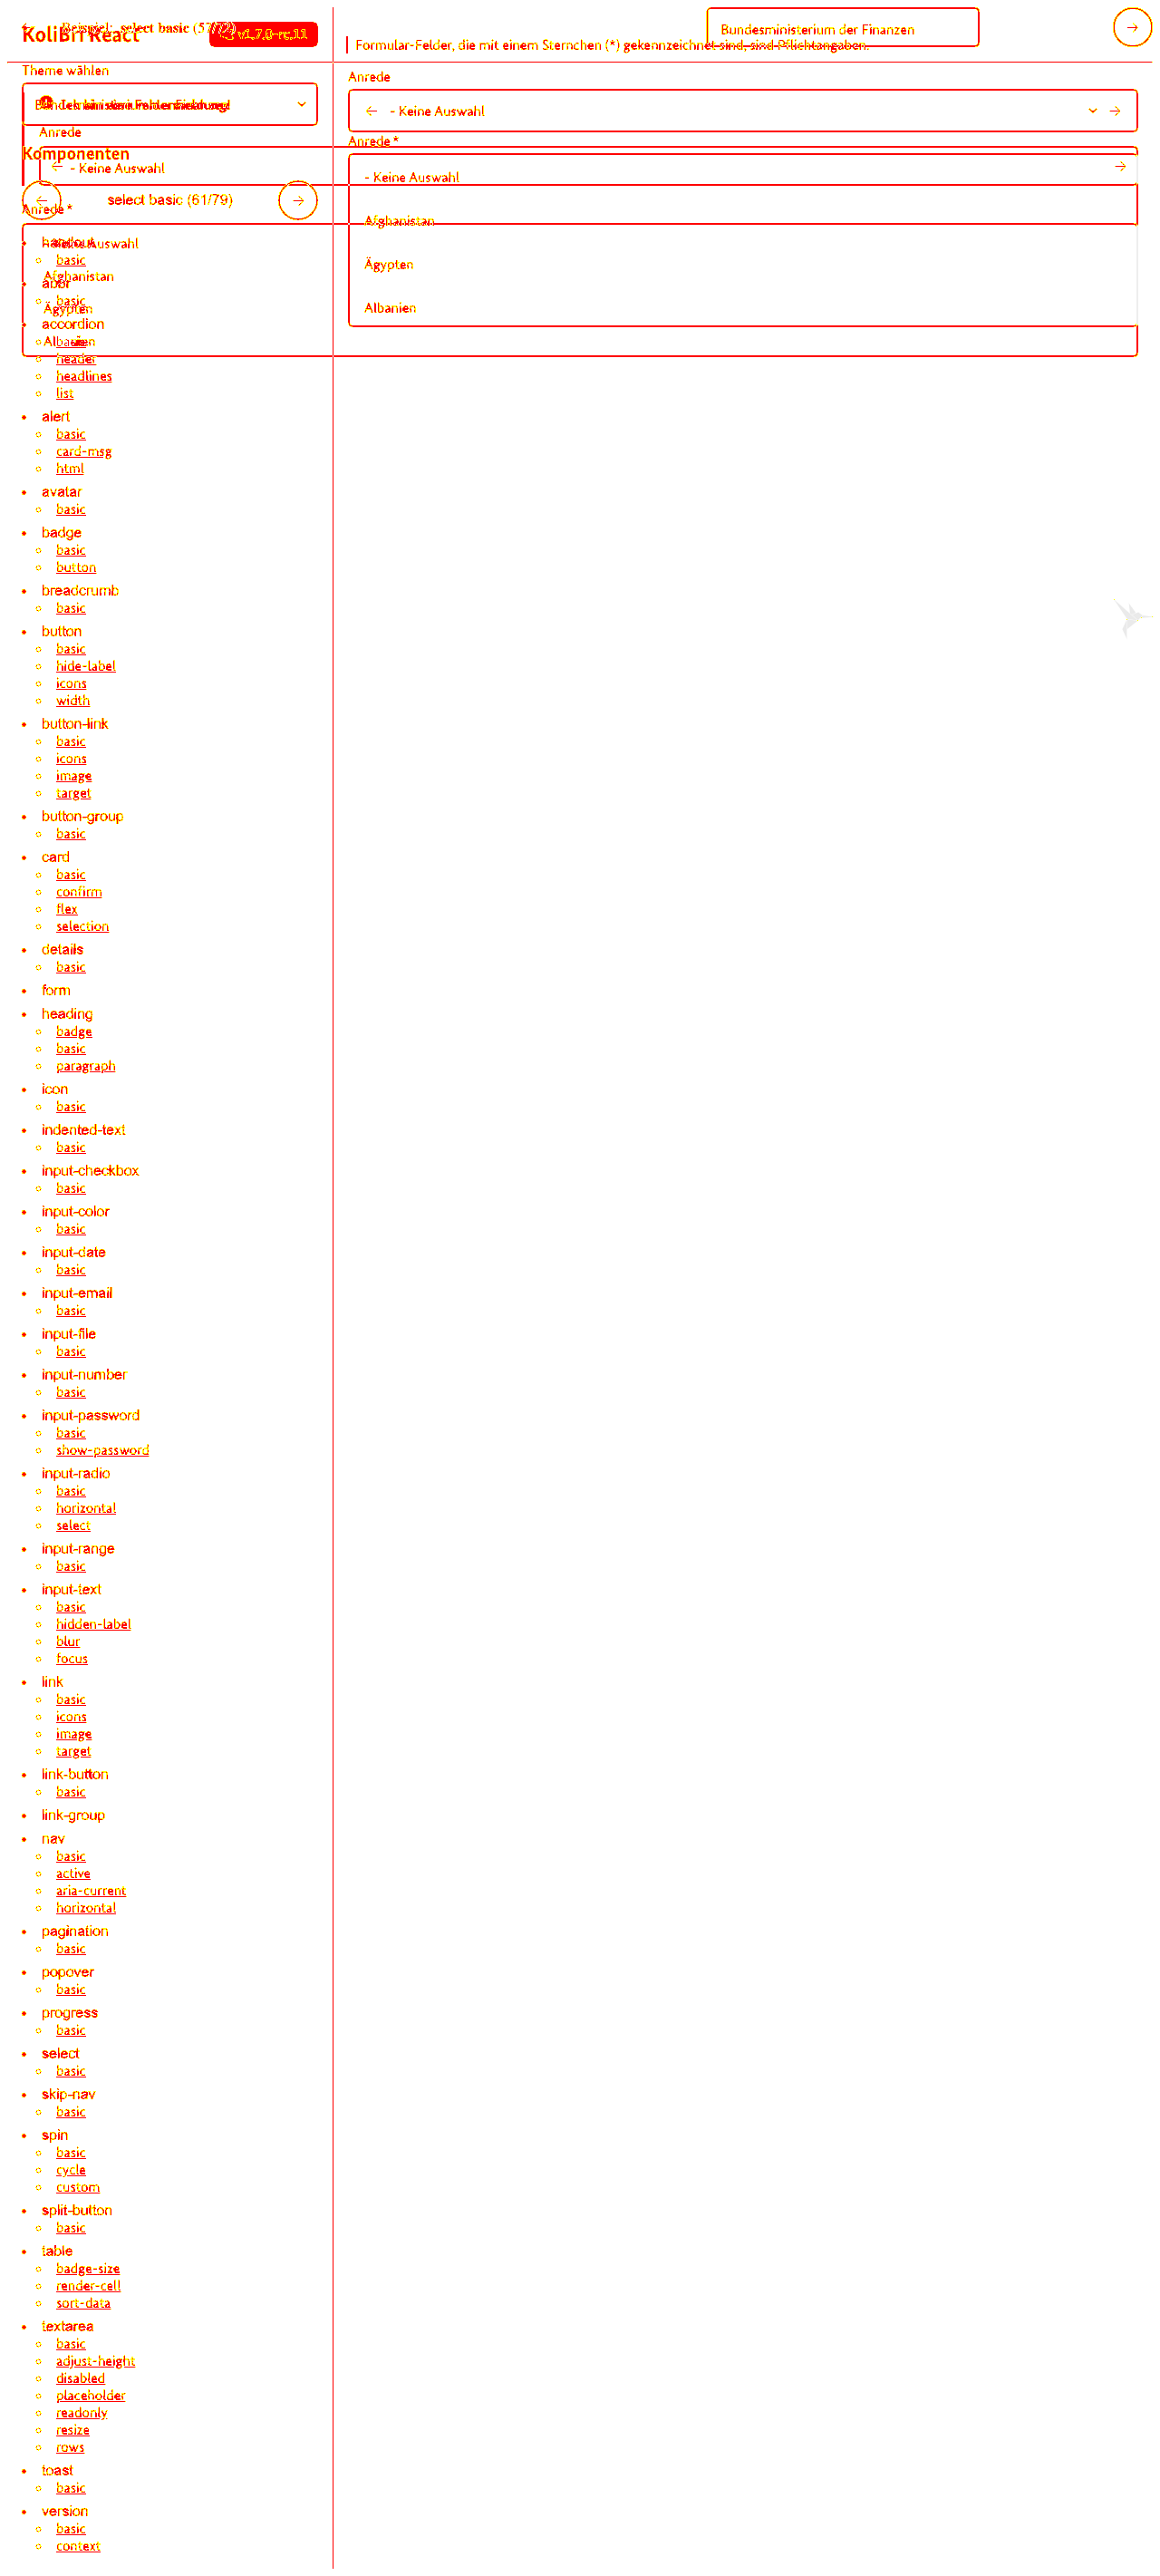 Beispiel: select basic (57/72)
KoliBri React
v1.7.0-rc.11
Bundesministerium der Finanzen
Formular-Felder, die mit einem Sternchen (*) gekennzeichnet sind, sind Pflichtangaben.
Theme wählen
Anrede
- Keine Auswahl
Anrede
Anrede *
Komponenten
- Keine Auswahl
- Keine Auswahl
select basic (61/79)
Anrede *
Afghanistan
handout
Auswahl
basic
Ägypten
Afghanistan
abbr
basic
Albanien
Ägypten
accordion
basic
Albanien
header
headlines
list
alert
basic
card-msg
html
avatar
basic
badge
basic
button
breadcrumb
basic
button
basic
hide-label
icons
width
button-link
basic
icons
image
target
button-group
basic
card
basic
confirm
flex
selection
details
basic
form
heading
badge
basic
paragraph
icon
basic
indented-text
basic
input-checkbox
basic
input-color
basic
input-date
basic
input-email
basic
input-file
basic
input-number
basic
input-password
basic
show-password
input-radio
basic
horizontal
select
input-range
basic
input-text
basic
hidden-label
blur
focus
link
basic
icons
image
target
link-button
basic
link-group
nav
basic
active
aria-current
horizontal
pagination
basic
popover
basic
progress
basic
select
basic
skip-nav
basic
spin
basic
cycle
custom
split-button
basic
table
badge-size
render-cell
sort-data
textarea
basic
adjust-height
disabled
placeholder
readonly
resize
rows
toast
basic
version
basic
context